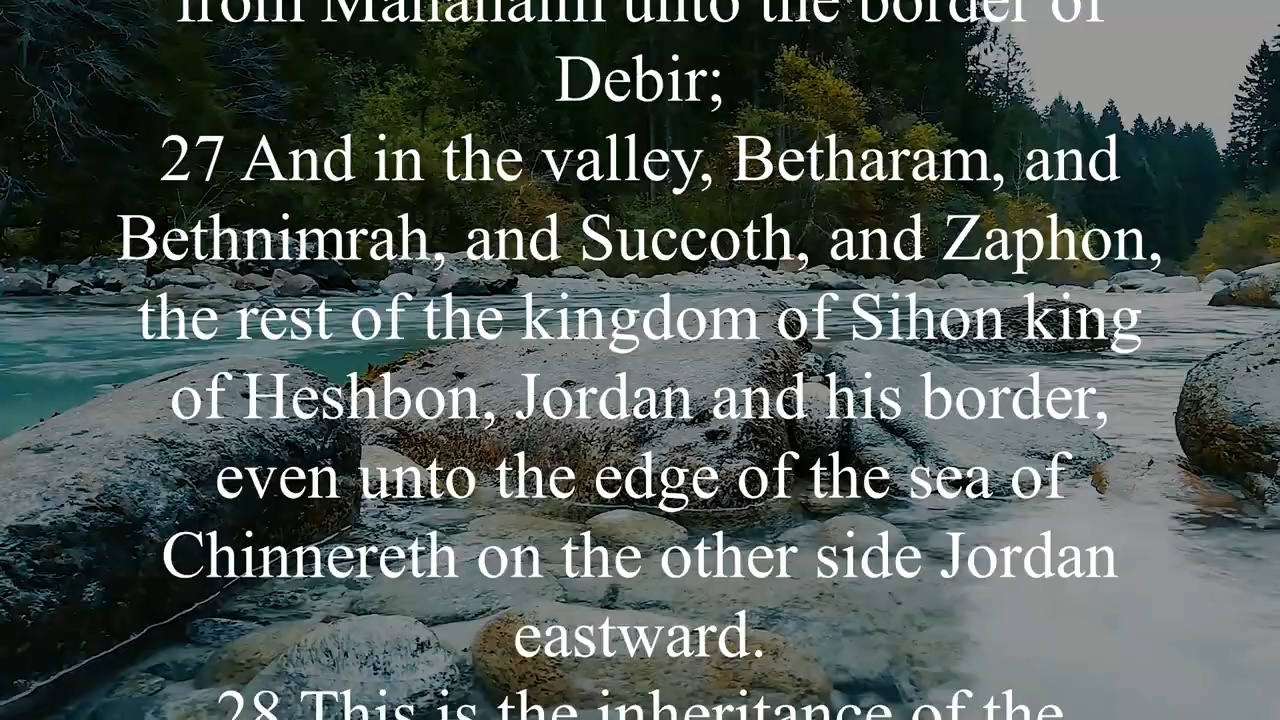 from Mahanaim unto the border of
Debir;
27 And in the valley, Betharam, and
Bethnimrah, and Succoth, and Zaphon,
the rest of the kingdom of Sihon king
of Heshbon, Jordan and his border,
even unto the edge of the sea of
Chinnereth on the other side Jordan
eastward.
28 This is the inheritance of the